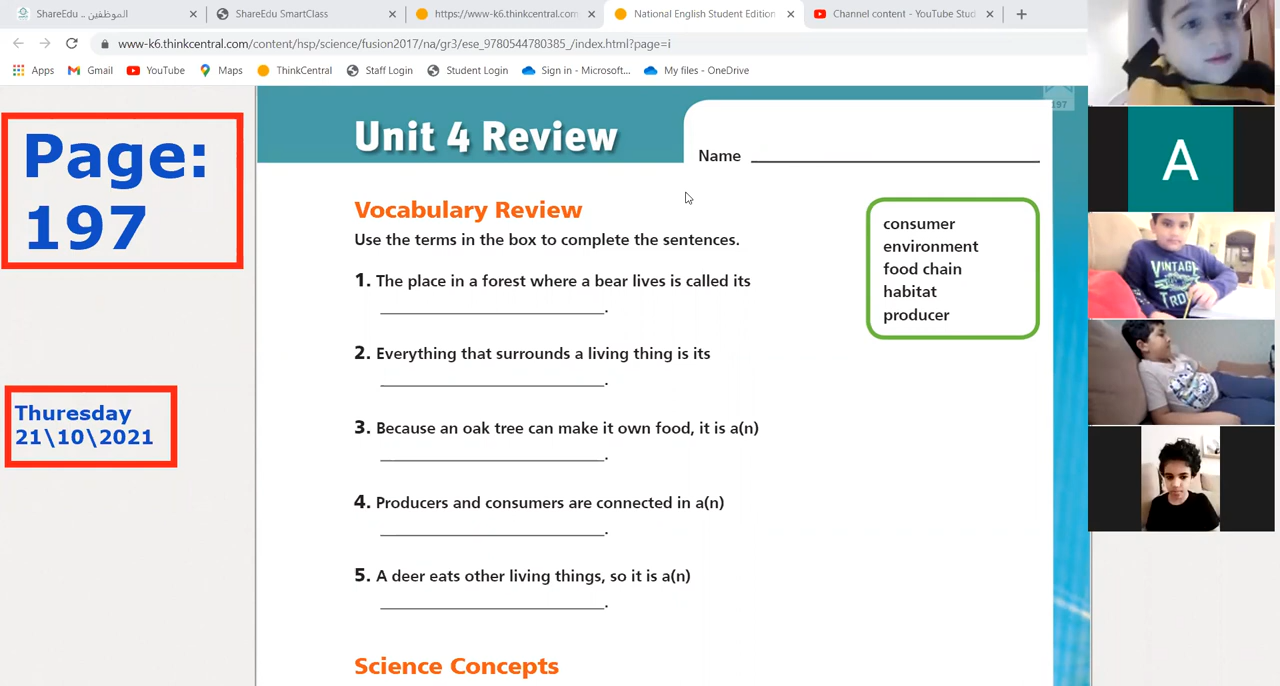 ShareEdu .. الموظفين
ShareEdu SmartClass
https://www-k6.thinkcentral.com
National English Student Edition
Channel content - YouTube Stud
www-k6.thinkcentral.com/content/hsp/science/fusion2017/na/gr3/ese_9780544780385_/index.html?page=i
Apps
Gmail
YouTube
Maps
ThinkCentral
Staff Login
Student Login
Sign in - Microsoft...
My files - OneDrive
Page:
197
Thuresday
21\10\2021
197
Unit 4 Review
Name
Vocabulary Review
Use the terms in the box to complete the sentences.
consumer
environment
food chain
habitat
producer
1. The place in a forest where a bear lives is called its
.
2. Everything that surrounds a living thing is its
.
3. Because an oak tree can make it own food, it is a(n)
.
4. Producers and consumers are connected in a(n)
.
5. A deer eats other living things, so it is a(n)
.
Science Concepts
A
VINTAGE